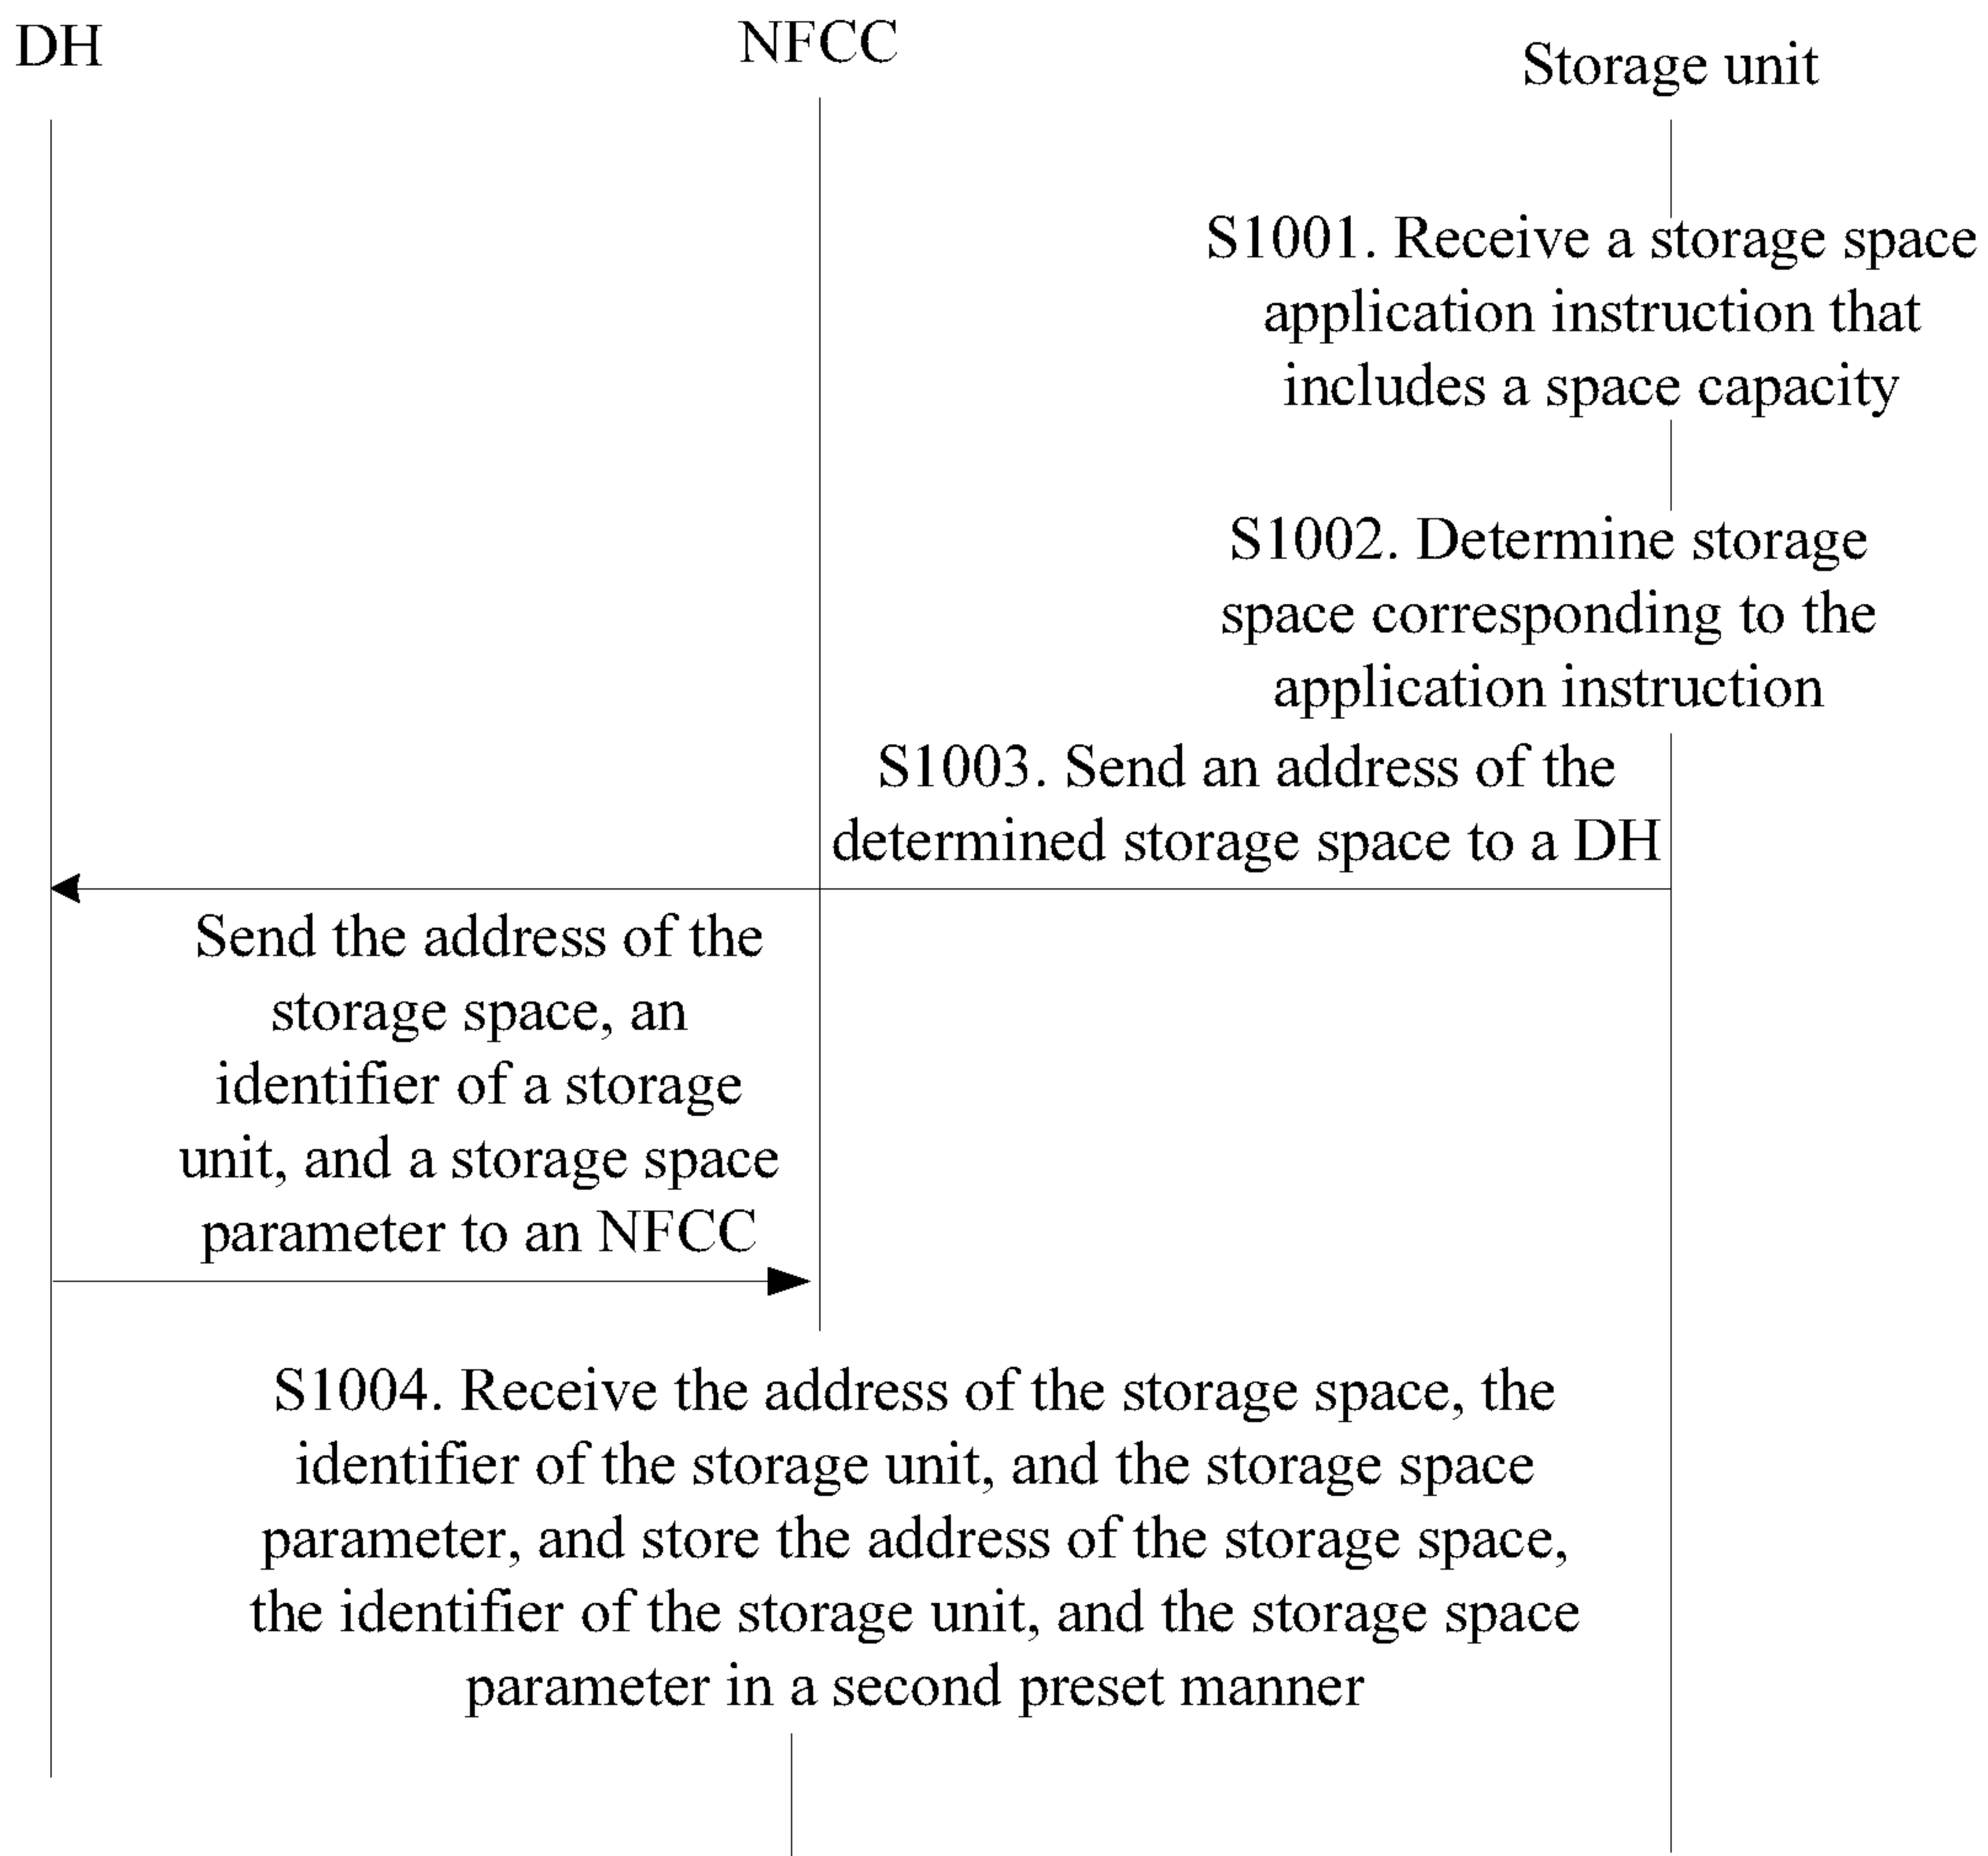 DH
NFCC
Storage unit
S1001. Receive a storage space
application instruction that
includes a space capacity
S1002. Determine storage
space corresponding to the
application instruction
S1003. Send an address of the
determined storage space to a DH
Send the address of the
storage space, an
identifier of a storage
unit, and a storage space
parameter to an NFCC
S1004. Receive the address of the storage space, the
identifier of the storage unit, and the storage space
parameter, and store the address of the storage space,
the identifier of the storage unit, and the storage space
parameter in a second preset manner